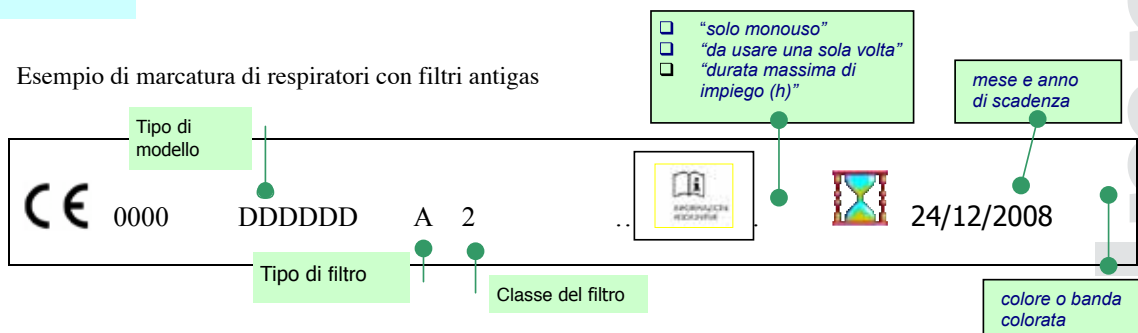 ❑ "solo monouso"
❑ "da usare una sola volta"
❑ "durata massima di
impiego (h)"
Esempio di marcatura di respiratori con filtri antigas
mese e anno
di scadenza
Tipo di
modello
CE 0000 DDDDDD A 2 .. . 24/12/2008
Tipo di filtro
Classe del filtro
colore o banda
colorata